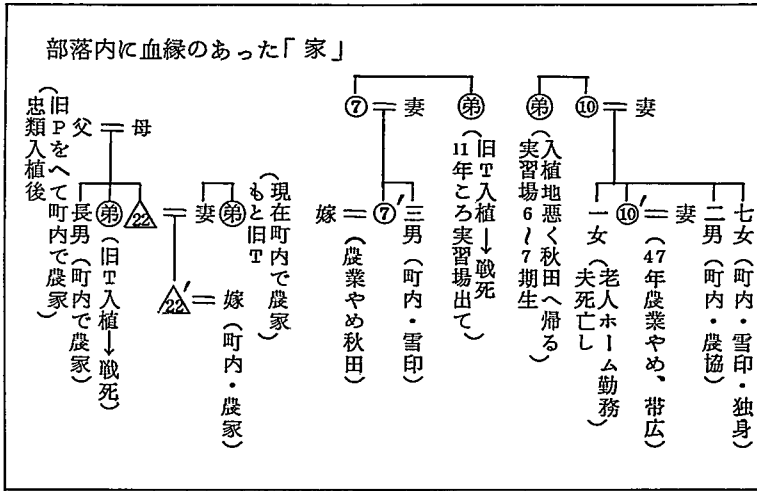 部落内に血縁のあった「家」
(忠類入植後
旧Pをへて町内で農家)
父=母
長男(町内で農家)
弟(旧T入植→戦死)
22=妻
弟
(もと旧T
現在町内で農家)
22′=嫁(町内・農家)
⑦=妻
弟
(11年ころ実習場出て
旧T入植→戦死)
嫁=⑦′(農業やめ秋田)
三男(町内・雪印)
弟
(実習場6~7期生
入植地悪く秋田へ帰る)
⑩=妻
一女
(夫死亡し
老人ホーム勤務)
⑩′=妻(47年農業やめ、帯広)
二男(町内・農協)
七女(町内・雪印・独身)